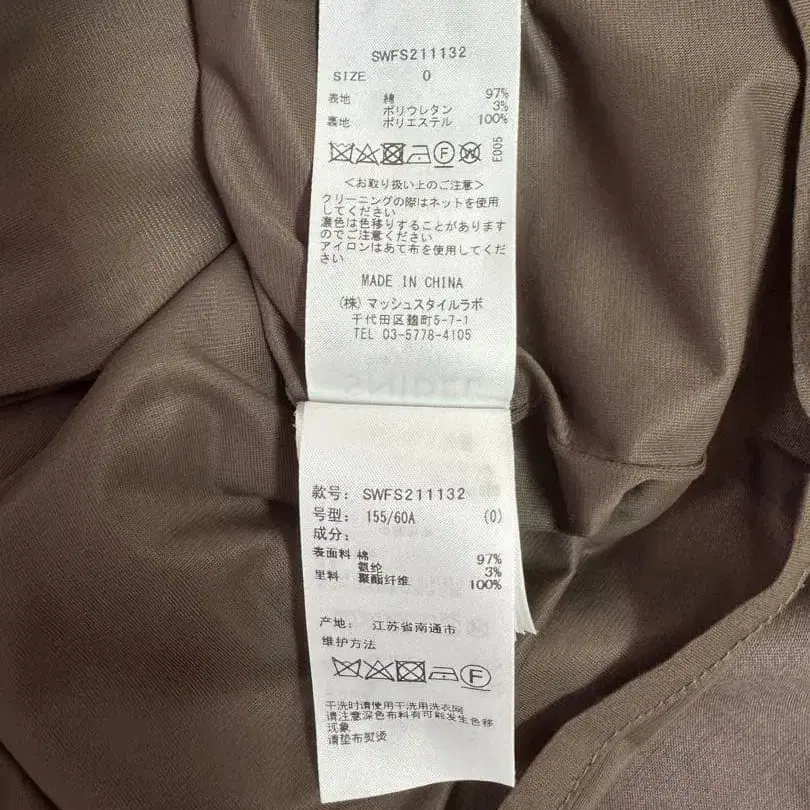 SWFS211132
SIZE 0
表地 綿 97%
ポリウレタン 3%
裏地 ポリエステル 100%
F W E005
<お取り扱い上のご注意>
クリーニングの際はネットを使用
してください
濃色は色移りすることがあります
のでご注意ください
アイロンはあて布を使用してくだ
さい
MADE IN CHINA
(株)マッシュスタイルラボ
千代田区麹町5-7-1
TEL 03-5778-4105
款号: SWFS211132
号型: 155/60A (0)
成分:
表面料 棉 97%
氨纶 3%
里料 聚酯纤维 100%
产地: 江苏省南通市
维护方法
F
干洗时请使用干洗用洗衣网
请注意深色布料有可能发生色移
现象
请垫布熨烫